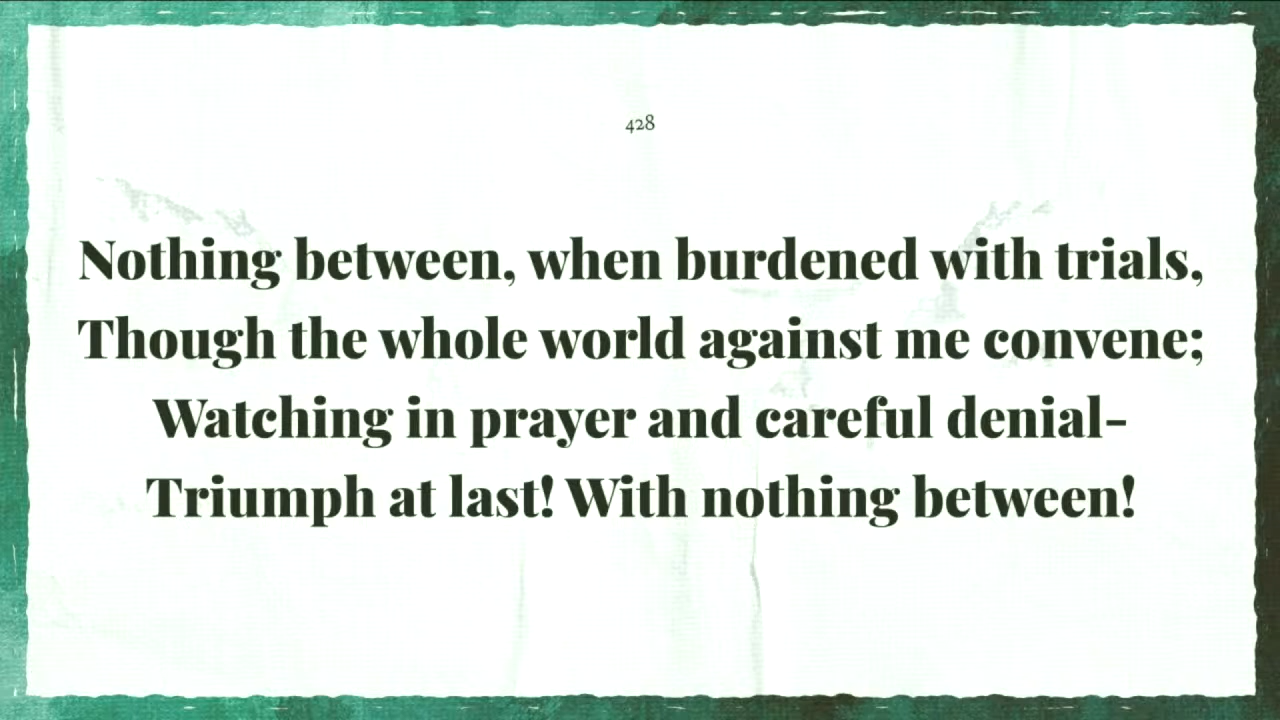 428
Nothing between, when burdened with trials,
Though the whole world against me convene;
Watching in prayer and careful denial-
Triumph at last! With nothing between!